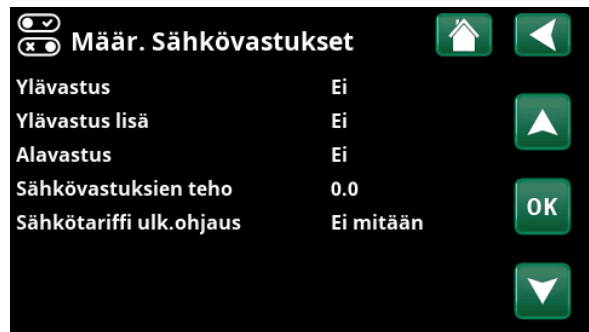 Määr. Sähkövastukset
Ylävastus Ei
Ylävastus lisä Ei
Alavastus Ei
Sähkövastuksien teho 0.0
Sähkötariffi ulk.ohjaus Ei mitään
OK